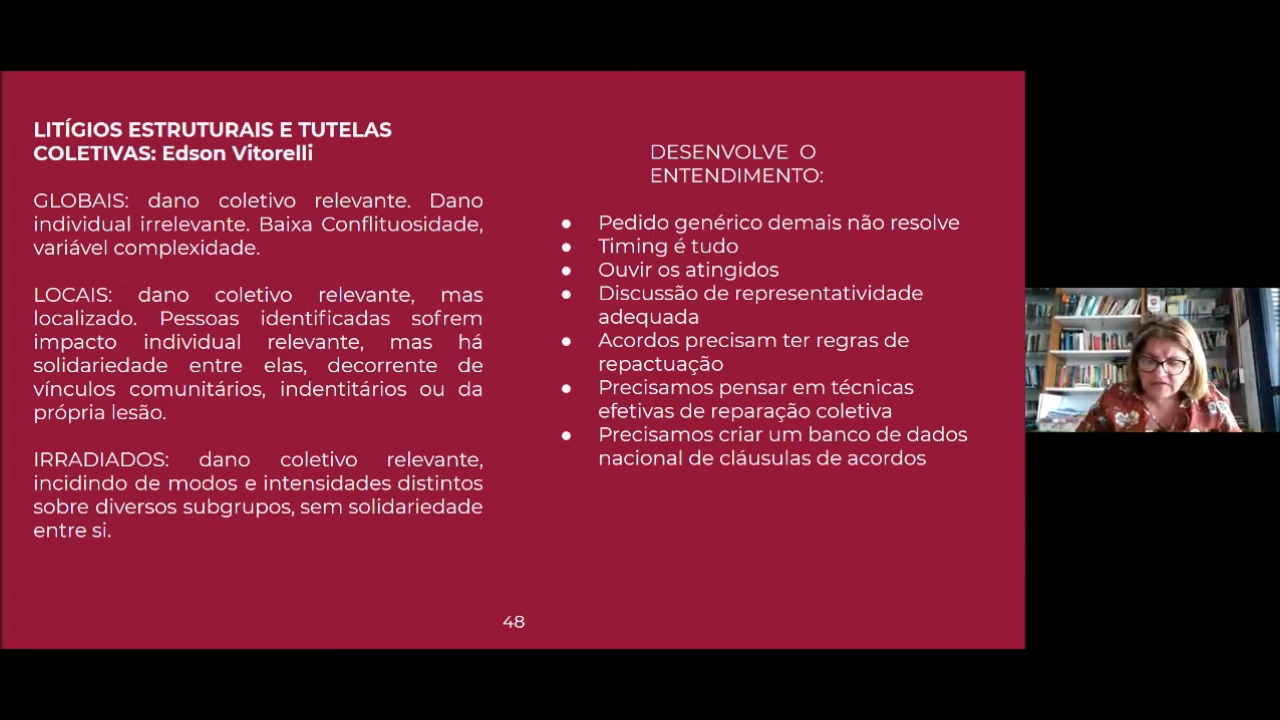 LITÍGIOS ESTRUTURAIS E TUTELAS
COLETIVAS: Edson Vitorelli
GLOBAIS: dano coletivo relevante. Dano
individual irrelevante. Baixa Conflituosidade,
variável complexidade.
LOCAIS: dano coletivo relevante, mas
localizado. Pessoas identificadas sofrem
impacto individual relevante, mas há
solidariedade entre elas, decorrente de
vínculos comunitários, indentitários ou da
própria lesão.
IRRADIADOS: dano coletivo relevante,
incidindo de modos e intensidades distintos
sobre diversos subgrupos, sem solidariedade
entre si.
DESENVOLVE O
ENTENDIMENTO:
● Pedido genérico demais não resolve
● Timing é tudo
● Ouvir os atingidos
● Discussão de representatividade
adequada
● Acordos precisam ter regras de
repactuação
● Precisamos pensar em técnicas
efetivas de reparação coletiva
● Precisamos criar um banco de dados
nacional de cláusulas de acordos
48